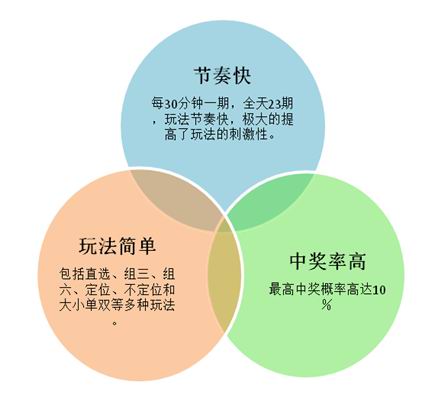 节奏快
每30分钟一期，全天23期
，玩法节奏快，极大的提
高了玩法的刺激性。
玩法简单
包括直选、组三、组
六、定位、不定位和
大小单双等多种玩法
。
中奖率高
最高中奖概率高达10
%